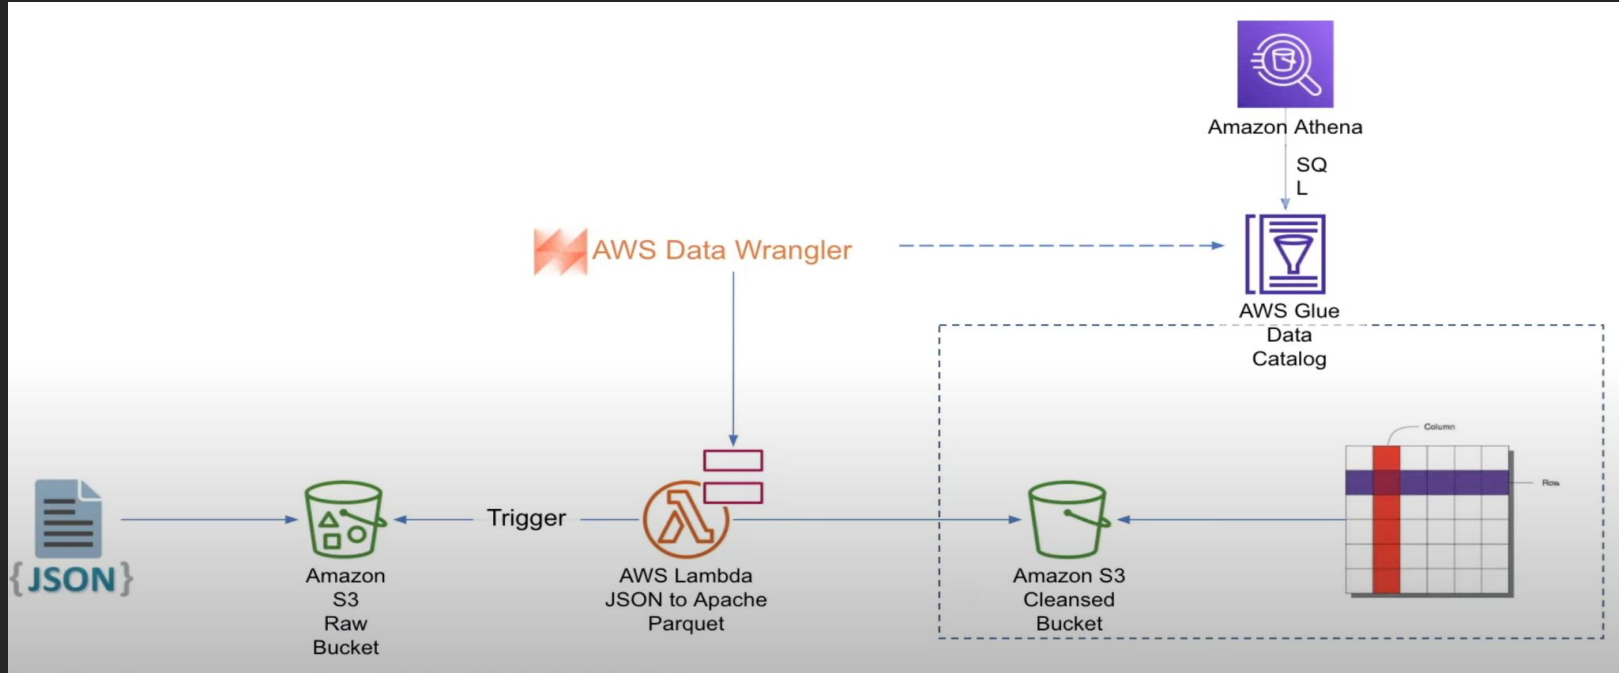 Amazon Athena
SQ
L
AWS Data Wrangler
AWS Glue
Data
Catalog
Column
Row
{JSON}
Trigger
Amazon
S3
Raw
Bucket
AWS Lambda
JSON to Apache
Parquet
Amazon S3
Cleansed
Bucket